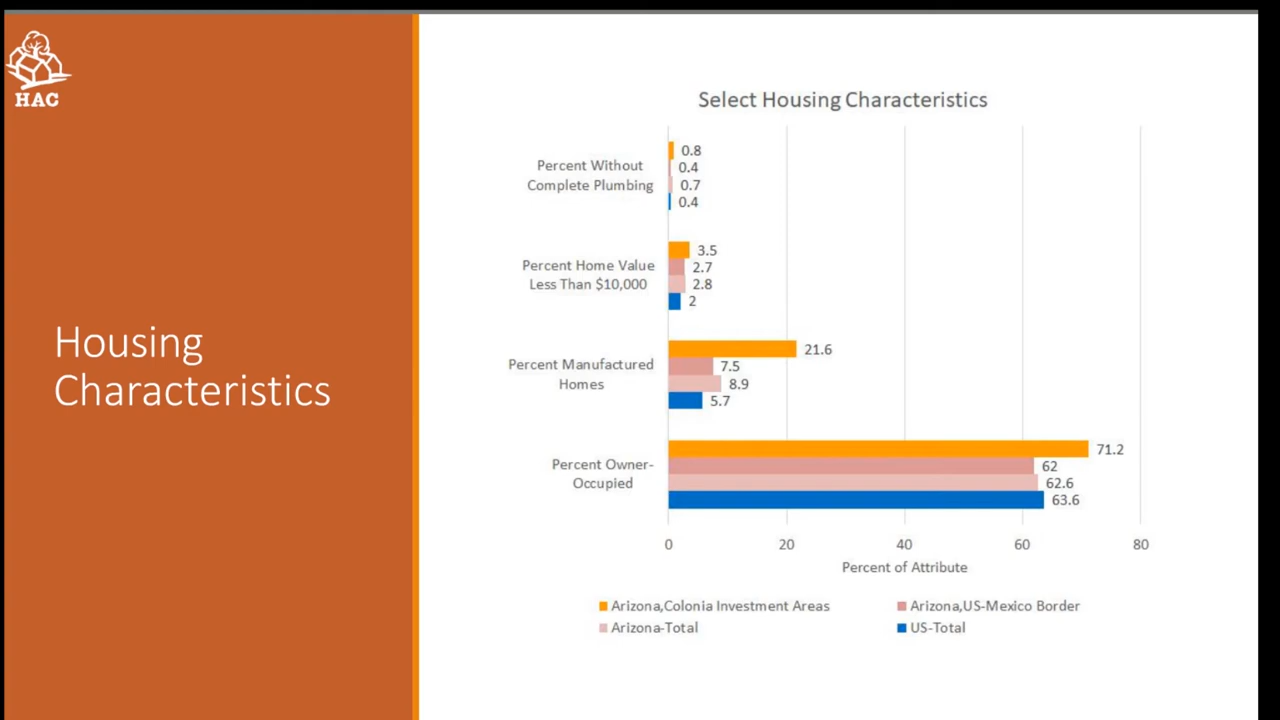 HAC
Housing
Characteristics
Select Housing Characteristics
Percent Without
Complete Plumbing
0.8
0.4
0.7
0.4
Percent Home Value
Less Than $10,000
3.5
2.7
2.8
2
Percent Manufactured
Homes
21.6
7.5
8.9
5.7
Percent Owner-
Occupied
71.2
62
62.6
63.6
0 20 40 60 80
Percent of Attribute
Arizona,Colonia Investment Areas Arizona,US-Mexico Border
Arizona-Total US-Total